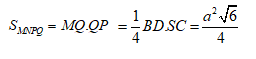 S_{MNPQ} = MQ.QP = \frac{1}{4} BD.SC = \frac{a^2\sqrt{6}}{4}